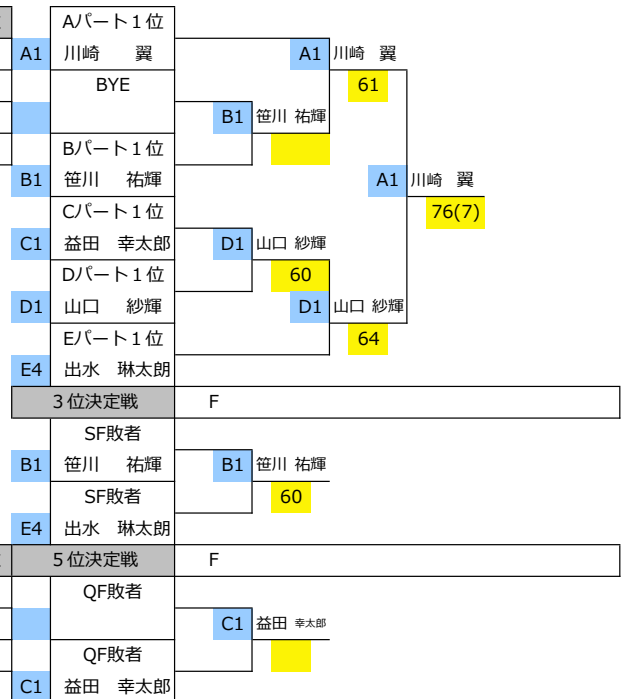 Aパート１位
A1 川崎　翼 A1 川崎 翼
BYE 61
B1 笹川 祐輝
Bパート１位
B1 笹川　祐輝 A1 川崎 翼
Cパート１位 76(7)
C1 益田　幸太郎 D1 山口 紗輝
Dパート１位 60
D1 山口　紗輝 D1 山口 紗輝
Eパート１位 64
E4 出水　琳太朗
３位決定戦 F
SF敗者
B1 笹川　祐輝 B1 笹川 祐輝
SF敗者 60
E4 出水　琳太朗
５位決定戦 F
QF敗者
C1 益田 幸太郎
QF敗者
C1 益田　幸太郎